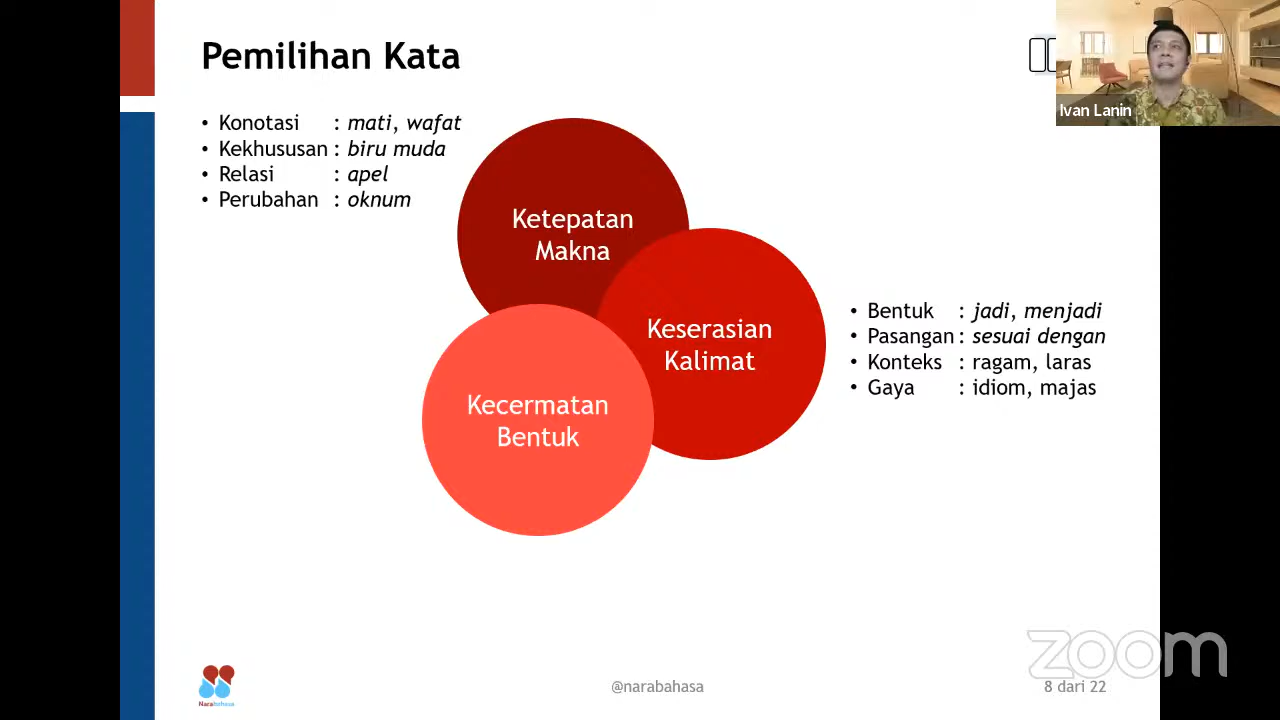 Pemilihan Kata
Ivan Lanin
• Konotasi : mati, wafat
• Kekhususan : biru muda
• Relasi : apel
• Perubahan : oknum
Ketepatan
Makna
Keserasian
Kalimat
• Bentuk : jadi, menjadi
• Pasangan : sesuai dengan
• Konteks : ragam, laras
• Gaya : idiom, majas
Kecermatan
Bentuk
zoom
Narabahasa
@narabahasa
8 dari 22